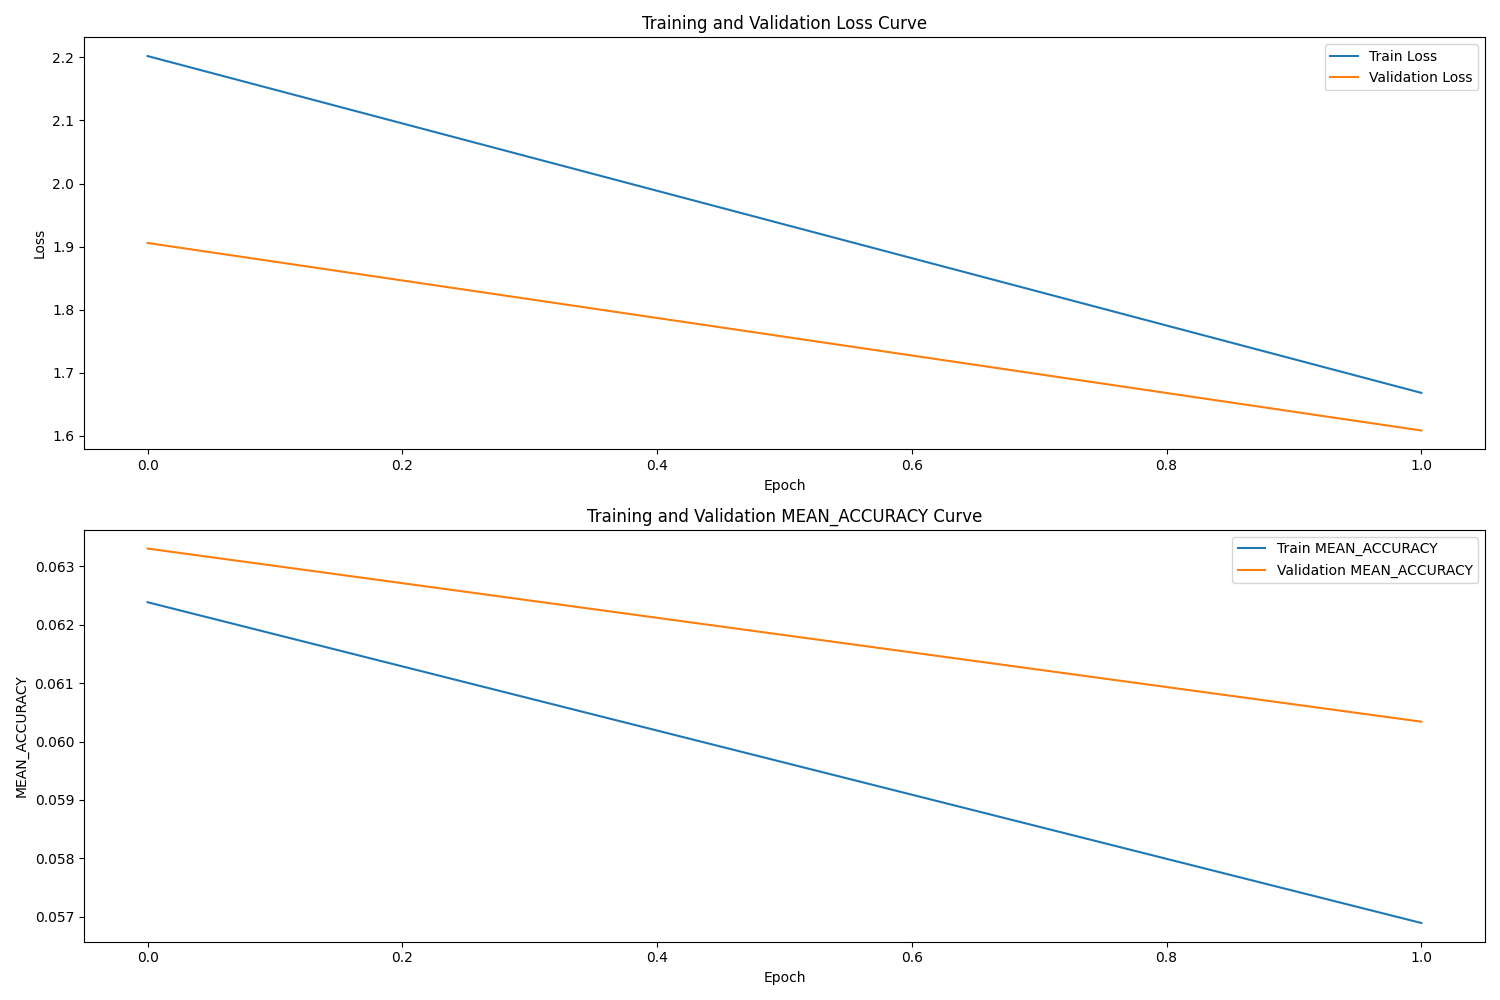 Training and Validation Loss Curve
Train Loss
Validation Loss
2.2
2.1
2.0
1.9
1.8
1.7
1.6
Loss
0.0 0.2 0.4 0.6 0.8 1.0
Epoch
Training and Validation MEAN_ACCURACY Curve
Train MEAN_ACCURACY
Validation MEAN_ACCURACY
0.063
0.062
0.061
0.060
0.059
0.058
0.057
MEAN_ACCURACY
0.0 0.2 0.4 0.6 0.8 1.0
Epoch